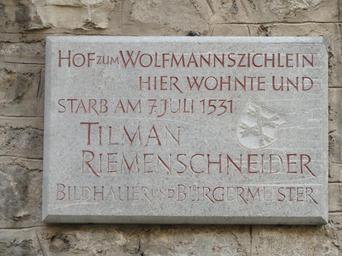 HOF ZUM WOLFMANNSZICHLEIN
HIER WOHNTE UND
STARB AM 7. JULI 1531
TILMAN
RIEMENSCHNEIDER
BILDHAUER UND BÜRGERMEISTER